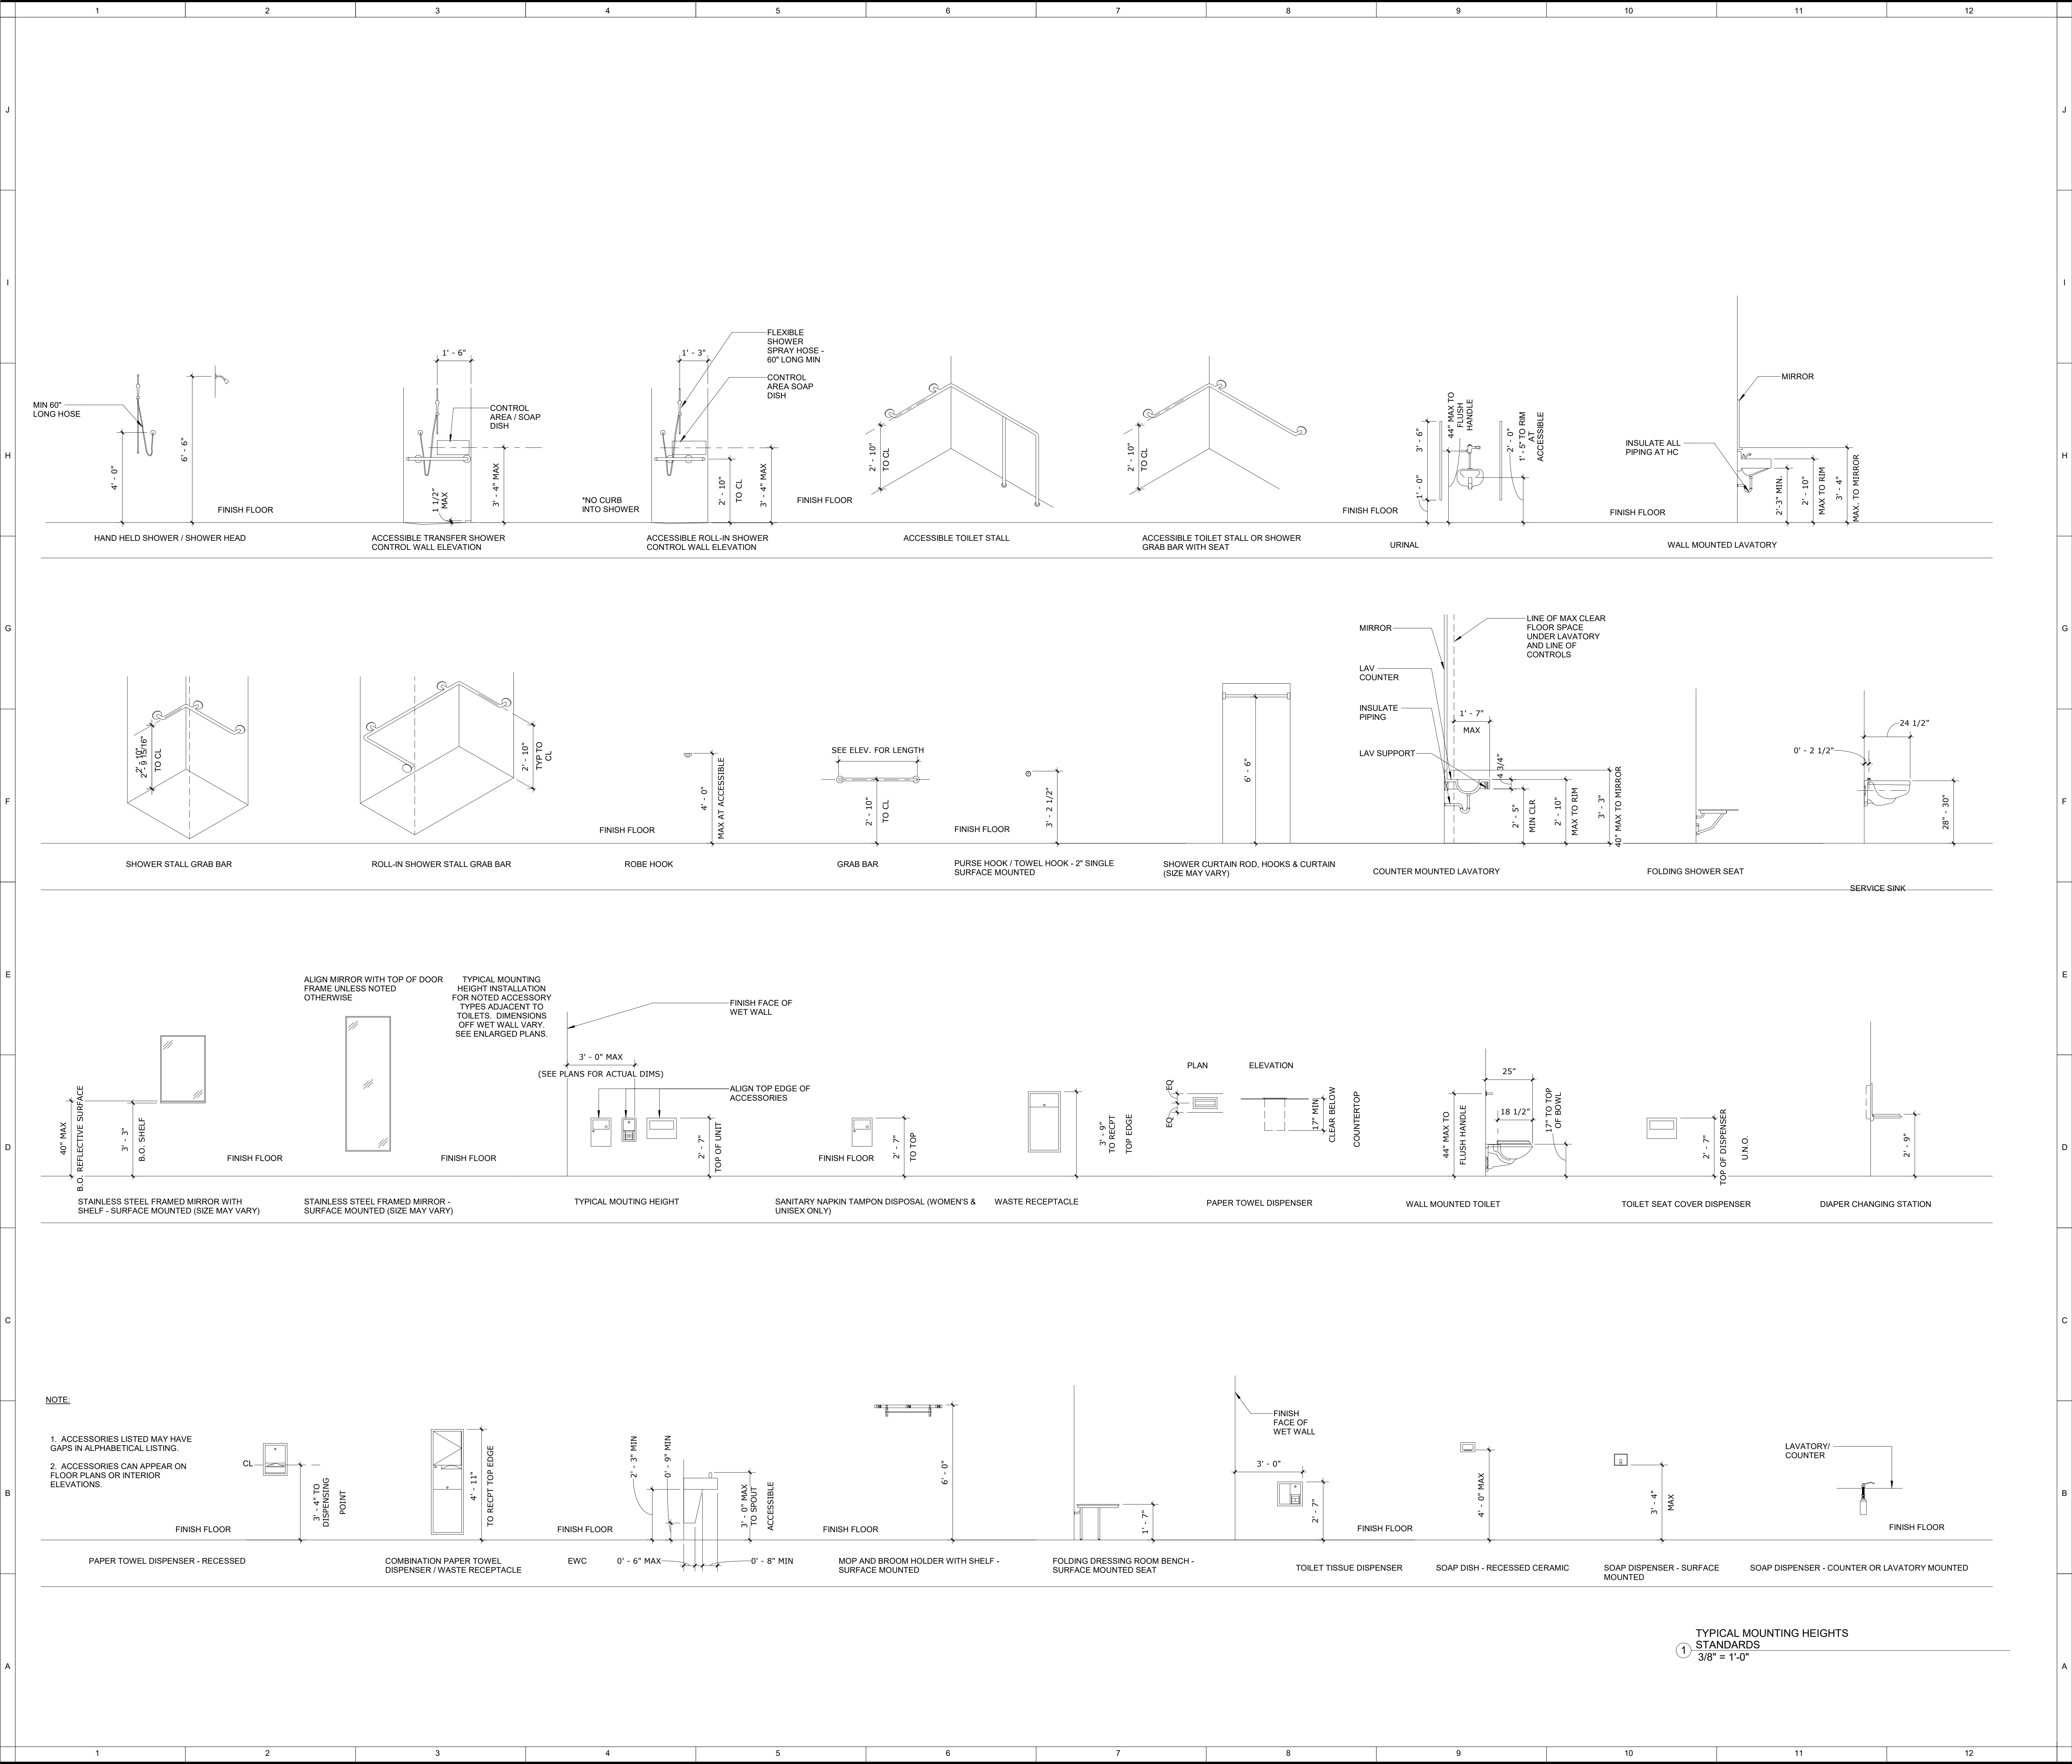 1 2 3 4 5 6 7 8 9 10 11 12
J J
I I
H H
G G
F F
E E
D D
C C
B B
A A
MIN 60"
LONG HOSE
4' - 0"
6' - 6"
FINISH FLOOR
HAND HELD SHOWER / SHOWER HEAD
1' - 6"
CONTROL
AREA / SOAP
DISH
1 1/2"
MAX
3' - 4" MAX
ACCESSIBLE TRANSFER SHOWER
CONTROL WALL ELEVATION
1' - 3"
FLEXIBLE
SHOWER
SPRAY HOSE -
60" LONG MIN
CONTROL
AREA SOAP
DISH
*NO CURB
INTO SHOWER
2' - 10"
TO CL
3' - 4" MAX
FINISH FLOOR
ACCESSIBLE ROLL-IN SHOWER
CONTROL WALL ELEVATION
2' - 10"
TO CL
ACCESSIBLE TOILET STALL
2' - 10"
TO CL
ACCESSIBLE TOILET STALL OR SHOWER
GRAB BAR WITH SEAT
FINISH FLOOR
3' - 6"
1' - 0"
44" MAX TO
FLUSH
HANDLE
2' - 0"
1' - 5" TO RIM
AT
ACCESSIBLE
URINAL
MIRROR
INSULATE ALL
PIPING AT HC
FINISH FLOOR
2'-3" MIN.
2' - 10"
MAX TO RIM
3' - 4"
MAX. TO MIRROR
WALL MOUNTED LAVATORY
2' - 10"
2' - 9 15/16"
TO CL
SHOWER STALL GRAB BAR
2' - 10"
TYP TO
CL
ROLL-IN SHOWER STALL GRAB BAR
FINISH FLOOR
4' - 0"
MAX AT ACCESSIBLE
ROBE HOOK
SEE ELEV. FOR LENGTH
2' - 10"
TO CL
GRAB BAR
FINISH FLOOR
3' - 2 1/2"
PURSE HOOK / TOWEL HOOK - 2" SINGLE
SURFACE MOUNTED
6' - 6"
SHOWER CURTAIN ROD, HOOKS & CURTAIN
(SIZE MAY VARY)
MIRROR
LAV
COUNTER
INSULATE
PIPING
LAV SUPPORT
LINE OF MAX CLEAR
FLOOR SPACE
UNDER LAVATORY
AND LINE OF
CONTROLS
1' - 7"
MAX
4 3/4"
2' - 5"
MIN CLR
2' - 10"
MAX TO RIM
3' - 3"
40" MAX TO MIRROR
COUNTER MOUNTED LAVATORY
FOLDING SHOWER SEAT
24 1/2"
0' - 2 1/2"
28" - 30"
SERVICE SINK
40" MAX
B.O. REFLECTIVE SURFACE
3' - 3"
B.O. SHELF
FINISH FLOOR
STAINLESS STEEL FRAMED MIRROR WITH
SHELF - SURFACE MOUNTED (SIZE MAY VARY)
ALIGN MIRROR WITH TOP OF DOOR
FRAME UNLESS NOTED
OTHERWISE
FINISH FLOOR
STAINLESS STEEL FRAMED MIRROR -
SURFACE MOUNTED (SIZE MAY VARY)
TYPICAL MOUNTING
HEIGHT INSTALLATION
FOR NOTED ACCESSORY
TYPES ADJACENT TO
TOILETS. DIMENSIONS
OFF WET WALL VARY.
SEE ENLARGED PLANS.
FINISH FACE OF
WET WALL
3' - 0" MAX
(SEE PLANS FOR ACTUAL DIMS)
ALIGN TOP EDGE OF
ACCESSORIES
2' - 7"
TOP OF UNIT
TYPICAL MOUTING HEIGHT
2' - 7"
TO TOP
FINISH FLOOR
SANITARY NAPKIN TAMPON DISPOSAL (WOMEN'S &
UNISEX ONLY)
3' - 9"
TO RECPT
TOP EDGE
WASTE RECEPTACLE
PLAN ELEVATION
EQ
EQ
17" MIN
CLEAR BELOW
COUNTERTOP
PAPER TOWEL DISPENSER
25"
18 1/2"
44" MAX TO
FLUSH HANDLE
17" TO TOP
OF BOWL
WALL MOUNTED TOILET
2' - 7"
TOP OF DISPENSER
U.N.O.
TOILET SEAT COVER DISPENSER
2' - 9"
DIAPER CHANGING STATION
NOTE:
1. ACCESSORIES LISTED MAY HAVE
GAPS IN ALPHABETICAL LISTING.
2. ACCESSORIES CAN APPEAR ON
FLOOR PLANS OR INTERIOR
ELEVATIONS.
CL
3' - 4" TO
DISPENSING
POINT
FINISH FLOOR
PAPER TOWEL DISPENSER - RECESSED
4' - 11"
TO RECPT TOP EDGE
COMBINATION PAPER TOWEL
DISPENSER / WASTE RECEPTACLE
FINISH FLOOR
2' - 3" MIN
0' - 9" MIN
3' - 0" MAX
TO SPOUT
ACCESSIBLE
EWC
0' - 6" MAX
0' - 8" MIN
FINISH FLOOR
6' - 0"
MOP AND BROOM HOLDER WITH SHELF -
SURFACE MOUNTED
1' - 7"
FOLDING DRESSING ROOM BENCH -
SURFACE MOUNTED SEAT
FINISH
FACE OF
WET WALL
3' - 0"
2' - 7"
FINISH FLOOR
TOILET TISSUE DISPENSER
4' - 0" MAX
SOAP DISH - RECESSED CERAMIC
3' - 4"
MAX
SOAP DISPENSER - SURFACE
MOUNTED
LAVATORY/
COUNTER
FINISH FLOOR
SOAP DISPENSER - COUNTER OR LAVATORY MOUNTED
1
TYPICAL MOUNTING HEIGHTS
STANDARDS
3/8" = 1'-0"
1 2 3 4 5 6 7 8 9 10 11 12